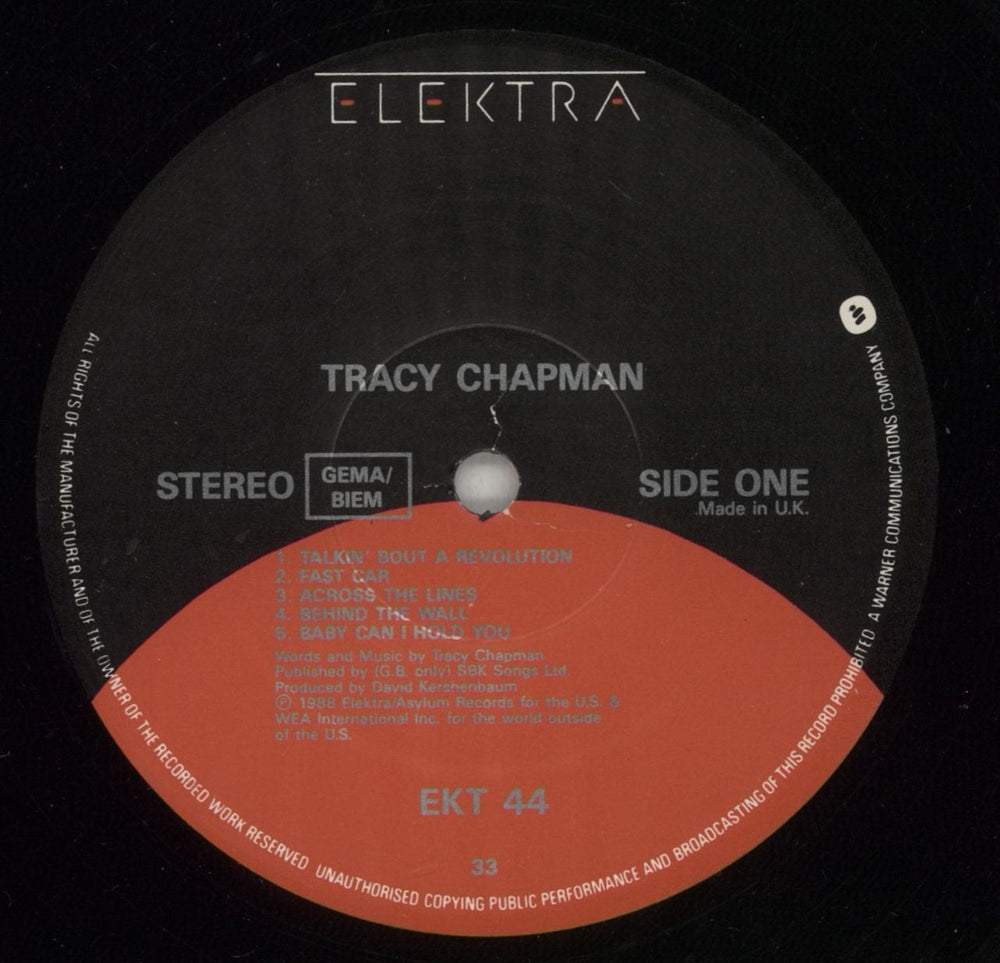 ELEKTRA
TRACY CHAPMAN
STEREO
GEMA/
BIEM
SIDE ONE
Made in U.K.
1. TALKIN' BOUT A REVOLUTION
2. FAST CAR
3. ACROSS THE LINES
4. BEHIND THE WALL
5. BABY CAN I HOLD YOU
Words and Music by Tracy Chapman
Published by (G.B. only) SBK Songs Ltd.
Produced by David Kershenbaum
℗ 1988 Elektra/Asylum Records for the U.S. &
WEA International Inc. for the world outside
of the U.S.
EKT 44
33
ALL RIGHTS OF THE MANUFACTURER AND OF THE OWNER OF THE RECORDED WORK RESERVED UNAUTHORISED COPYING PUBLIC PERFORMANCE AND BROADCASTING OF THIS RECORD PROHIBITED A WARNER COMMUNICATIONS COMPANY